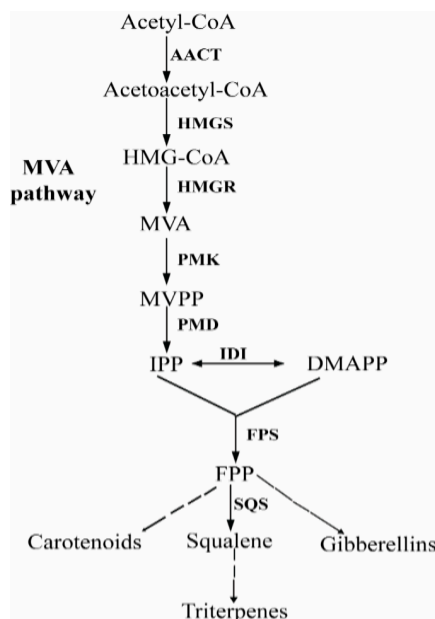 Acetyl-CoA
AACT
Acetoacetyl-CoA
HMGS
HMG-CoA
HMGR
MVA
pathway
MVA
PMK
MVPP
PMD
IPP
IDI
DMAPP
FPS
FPP
SQS
Carotenoids
Squalene
Gibberellins
Triterpenes